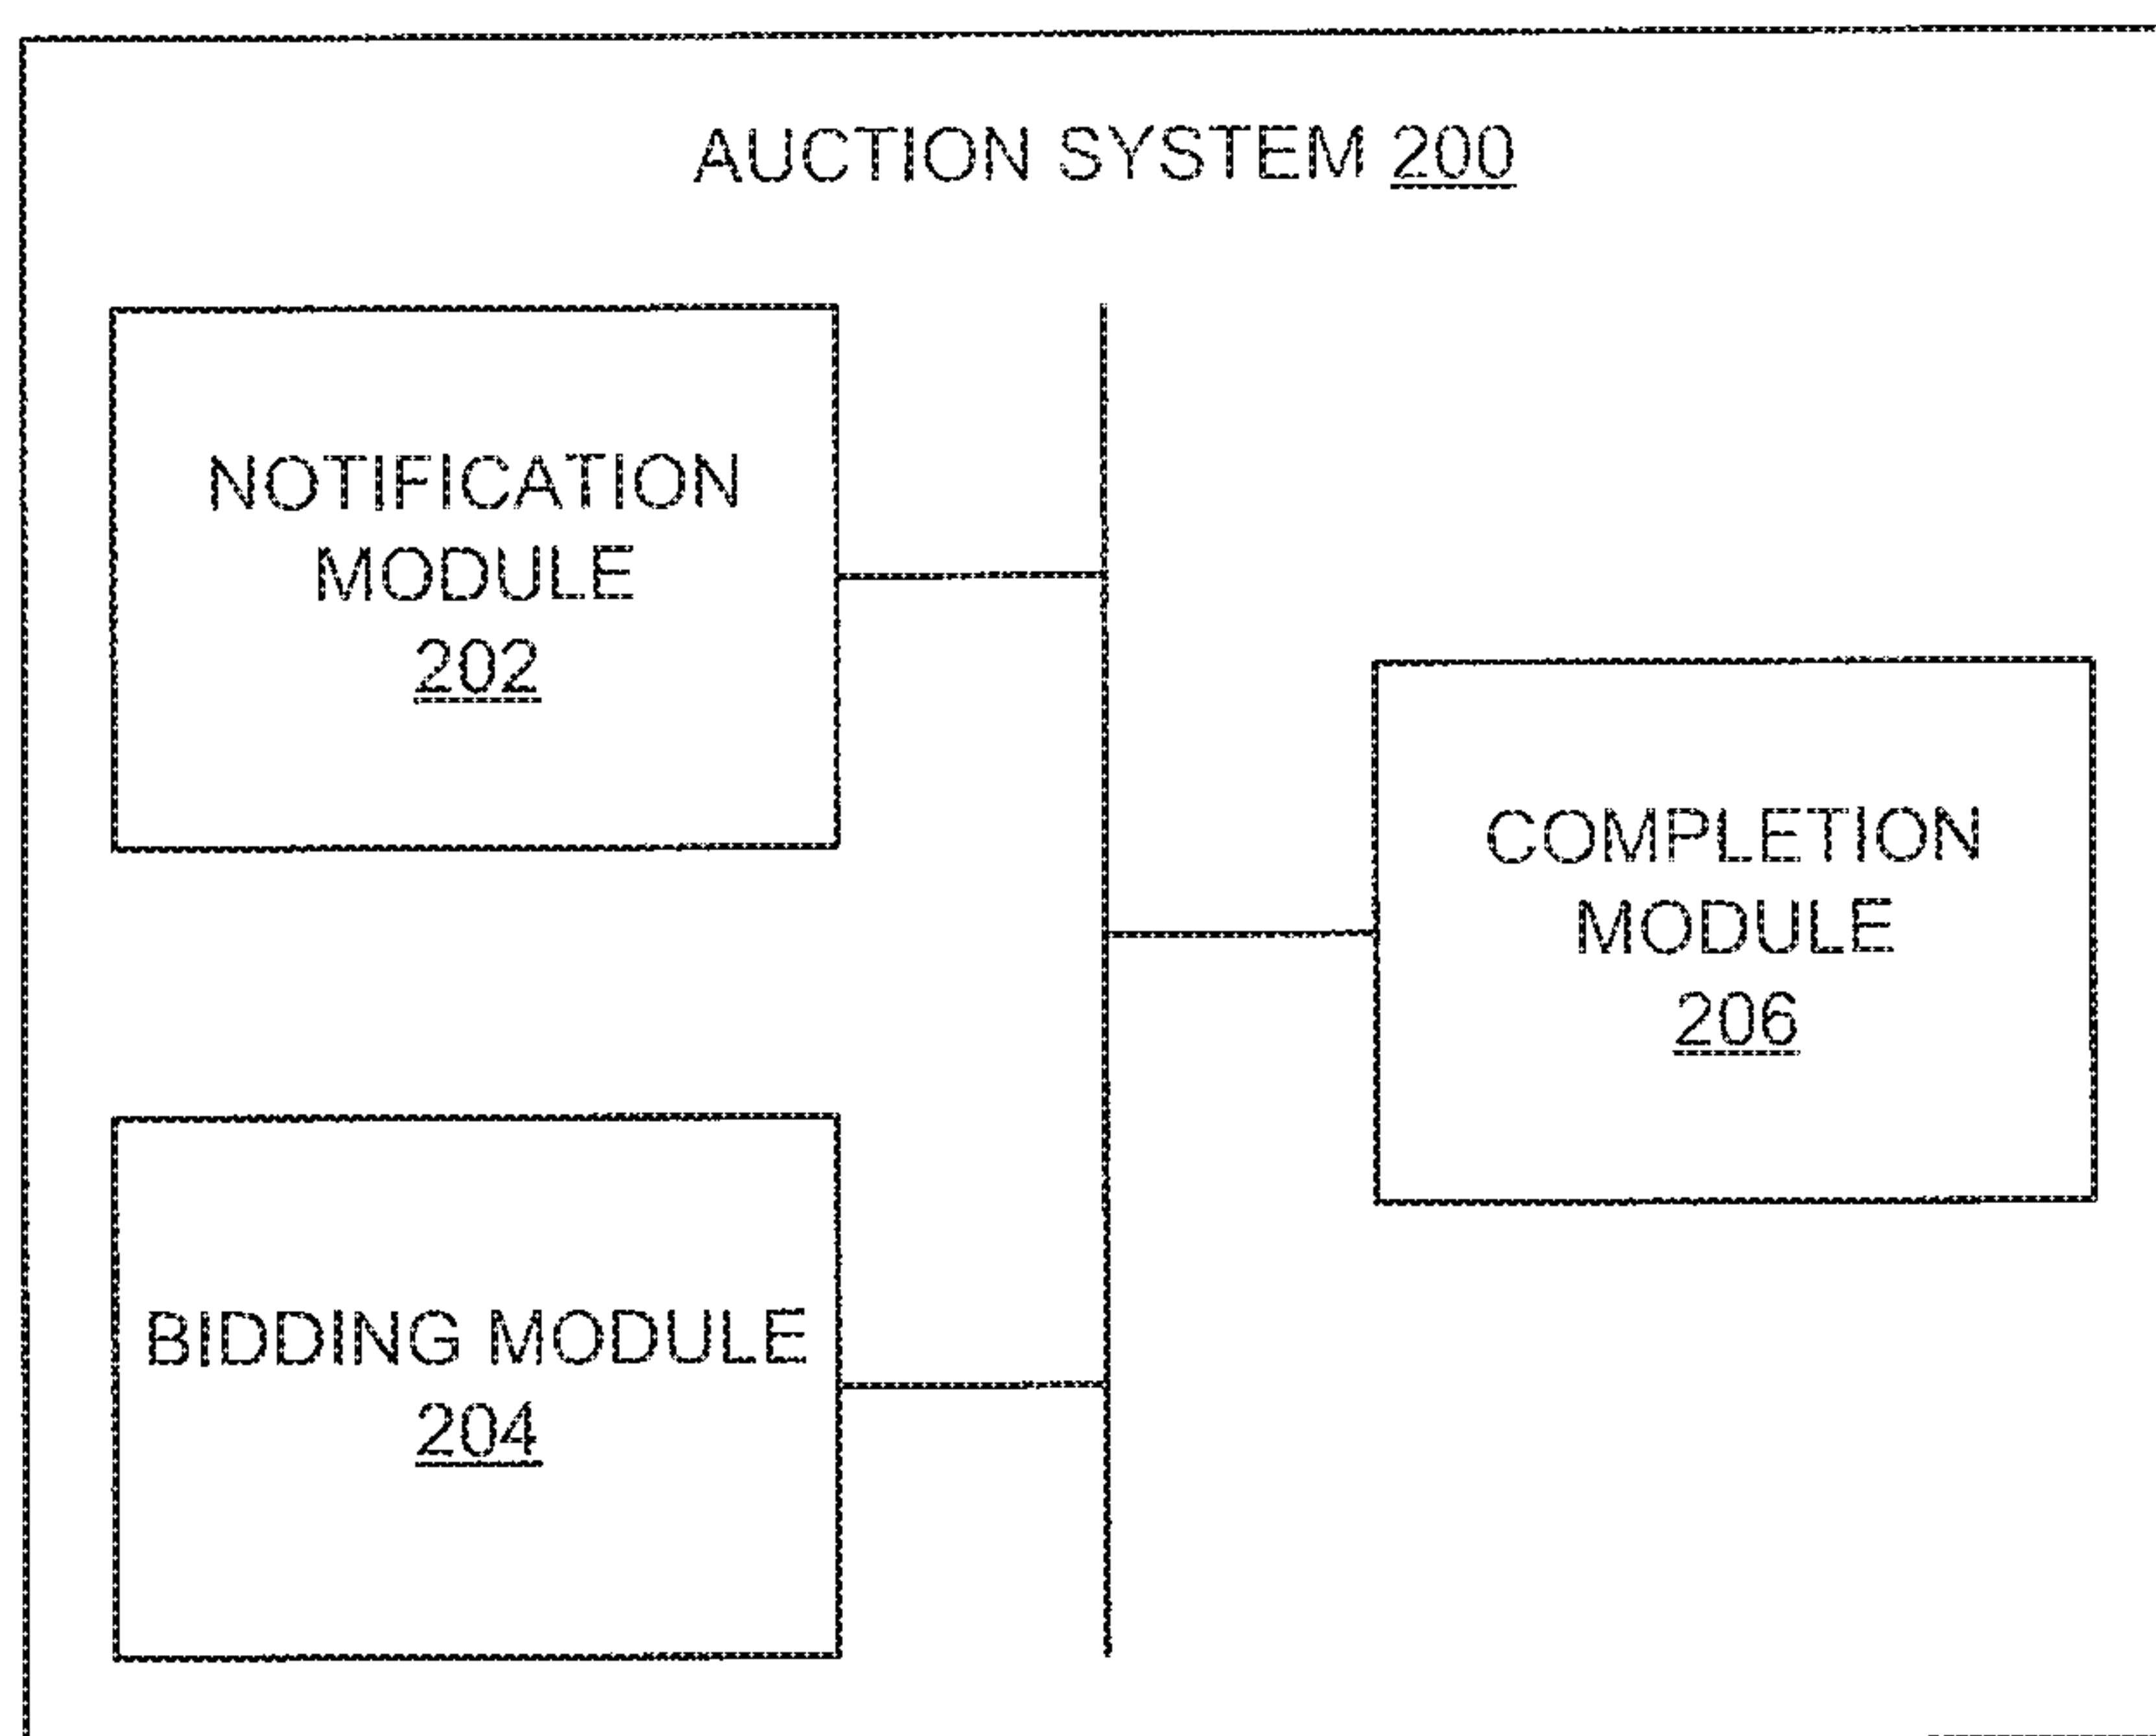 AUCTION SYSTEM 200
NOTIFICATION
MODULE
202
COMPLETION
MODULE
206
BIDDING MODULE
204